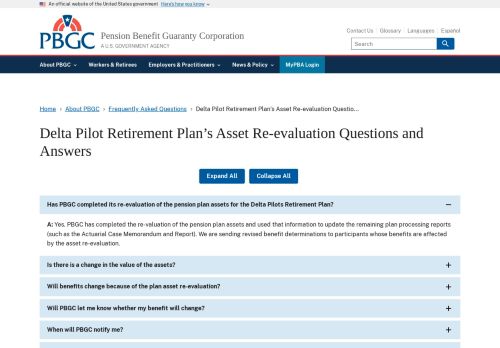 An official website of the United States government Here's how you know
PBGC
Pension Benefit Guaranty Corporation
A U.S. GOVERNMENT AGENCY
Contact Us Glossary Languages Español
Search
About PBGC Workers & Retirees Employers & Practitioners News & Policy MyPBA Login
Home › About PBGC › Frequently Asked Questions › Delta Pilot Retirement Plan's Asset Re-evaluation Questio...
Delta Pilot Retirement Plan's Asset Re-evaluation Questions and
Answers
Expand All Collapse All
Has PBGC completed its re-evaluation of the pension plan assets for the Delta Pilots Retirement Plan?
A: Yes. PBGC has completed the re-valuation of the pension plan assets and used that information to update the remaining plan processing reports
(such as the Actuarial Case Memorandum and Report). We are sending revised benefit determinations to participants whose benefits are affected
by the asset re-evaluation.
Is there is a change in the value of the assets?
Will benefits change because of the plan asset re-evaluation?
Will PBGC let me know whether my benefit will change?
When will PBGC notify me?